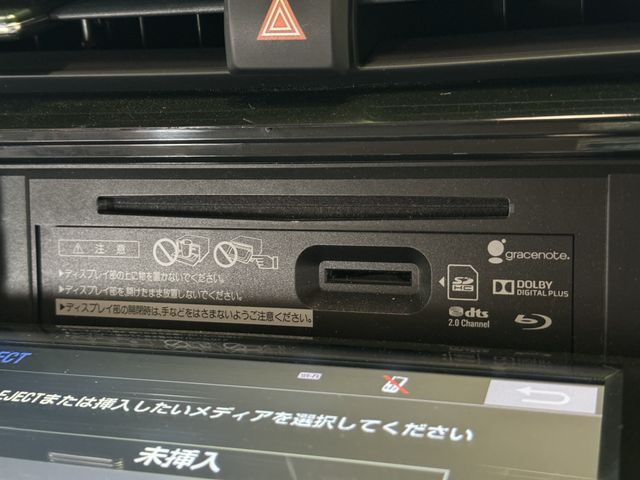 注意
▶ディスプレイ部の上に物を置かないでください。
▶ディスプレイ部を開けたまま放置しないでください。
▶ディスプレイ部の開閉時は、手などをはさまないようご注意ください。
gracenote.
SD
HC
DOLBY
DIGITAL PLUS
dts
2.0 Channel
EJECT
Wi-Fi
EJECTまたは挿入したいメディアを選択してください
未挿入